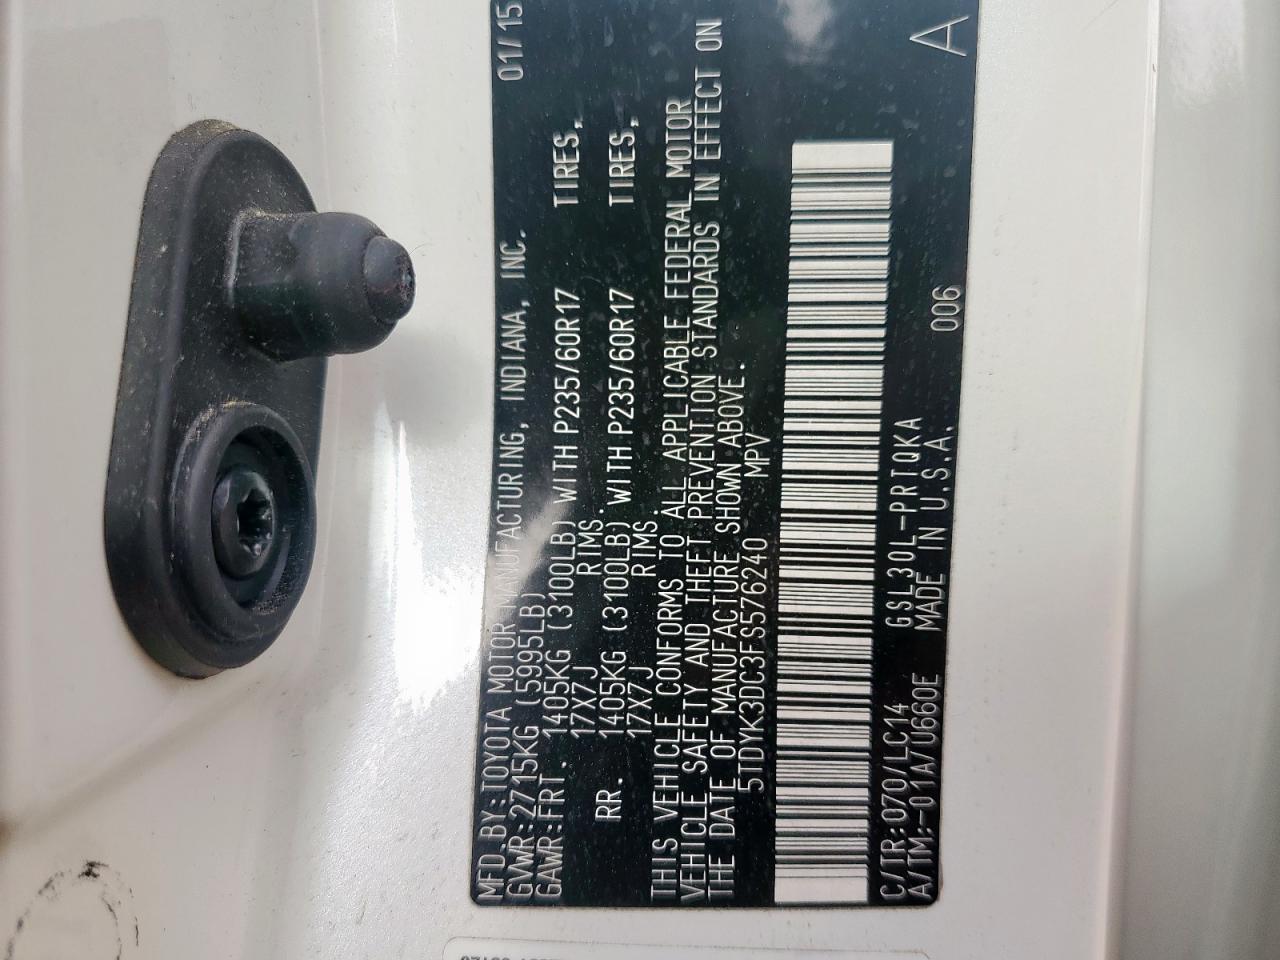 MFD.BY:TOYOTA MOTOR MANUFACTURING, INDIANA, INC. 01/15
GVWR:2715KG (5995LB)
GAWR:FRT. 1405KG (3100LB) WITH P235/60R17 TIRES,
17X7J RIMS.
RR. 1405KG (3100LB) WITH P235/60R17 TIRES,
17X7J RIMS.
THIS VEHICLE CONFORMS TO ALL APPLICABLE FEDERAL MOTOR
VEHICLE SAFETY AND THEFT PREVENTION STANDARDS IN EFFECT ON
THE DATE OF MANUFACTURE SHOWN ABOVE.
5TDYK3DC3FS576240 MPV
C/TR:070/LC14 GSL30L-PRTQKA
A/TM:-01A/U660E MADE IN U.S.A. 006 A